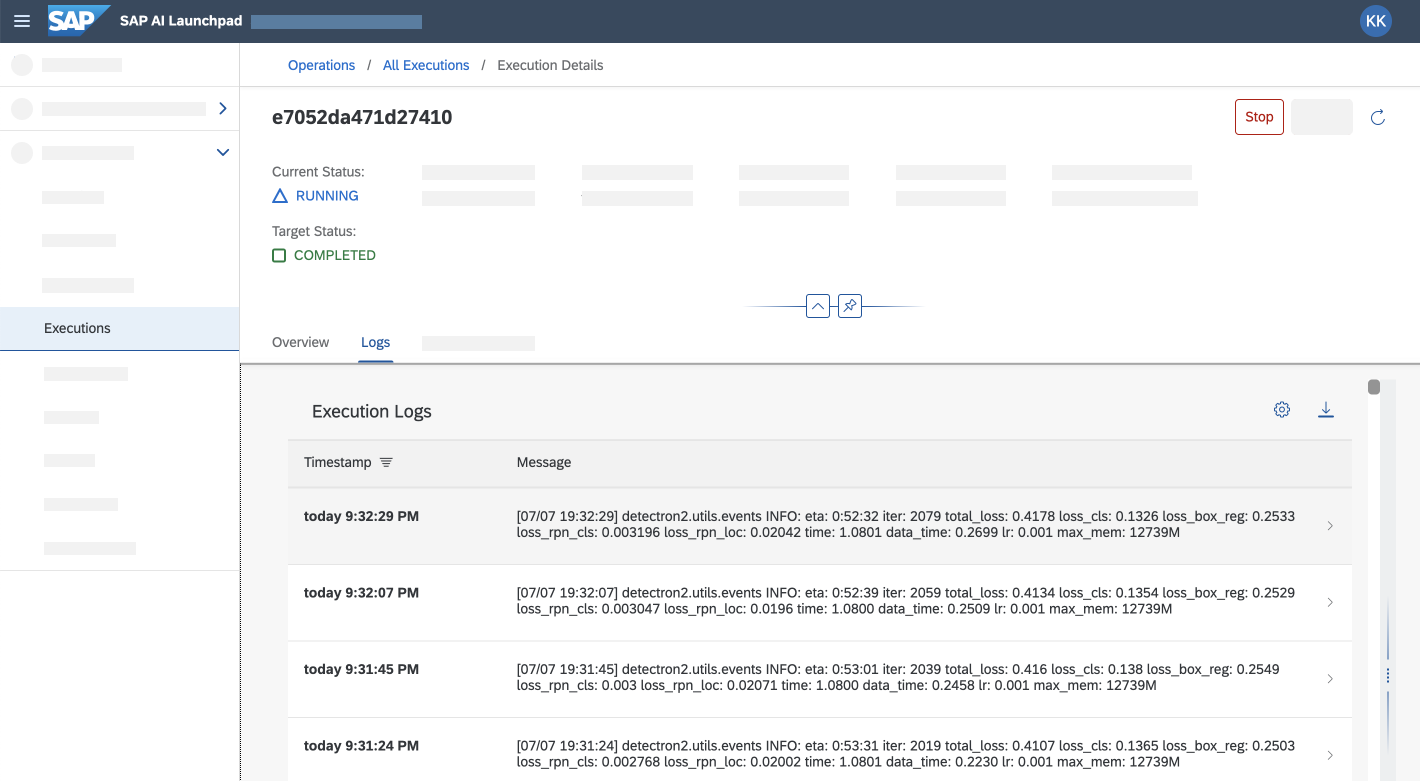 SAP SAP AI Launchpad KK
Operations / All Executions / Execution Details
e7052da471d27410
Stop
Current Status:
RUNNING
Target Status:
COMPLETED
Executions
Overview Logs
Execution Logs
Timestamp Message
today 9:32:29 PM [07/07 19:32:29] detectron2.utils.events INFO: eta: 0:52:32 iter: 2079 total_loss: 0.4178 loss_cls: 0.1326 loss_box_reg: 0.2533
loss_rpn_cls: 0.003196 loss_rpn_loc: 0.02042 time: 1.0801 data_time: 0.2699 lr: 0.001 max_mem: 12739M
today 9:32:07 PM [07/07 19:32:07] detectron2.utils.events INFO: eta: 0:52:39 iter: 2059 total_loss: 0.4134 loss_cls: 0.1354 loss_box_reg: 0.2529
loss_rpn_cls: 0.003047 loss_rpn_loc: 0.0196 time: 1.0800 data_time: 0.2509 lr: 0.001 max_mem: 12739M
today 9:31:45 PM [07/07 19:31:45] detectron2.utils.events INFO: eta: 0:53:01 iter: 2039 total_loss: 0.416 loss_cls: 0.138 loss_box_reg: 0.2549
loss_rpn_cls: 0.003 loss_rpn_loc: 0.02071 time: 1.0800 data_time: 0.2458 lr: 0.001 max_mem: 12739M
today 9:31:24 PM [07/07 19:31:24] detectron2.utils.events INFO: eta: 0:53:31 iter: 2019 total_loss: 0.4107 loss_cls: 0.1365 loss_box_reg: 0.2503
loss_rpn_cls: 0.002768 loss_rpn_loc: 0.02002 time: 1.0801 data_time: 0.2230 lr: 0.001 max_mem: 12739M